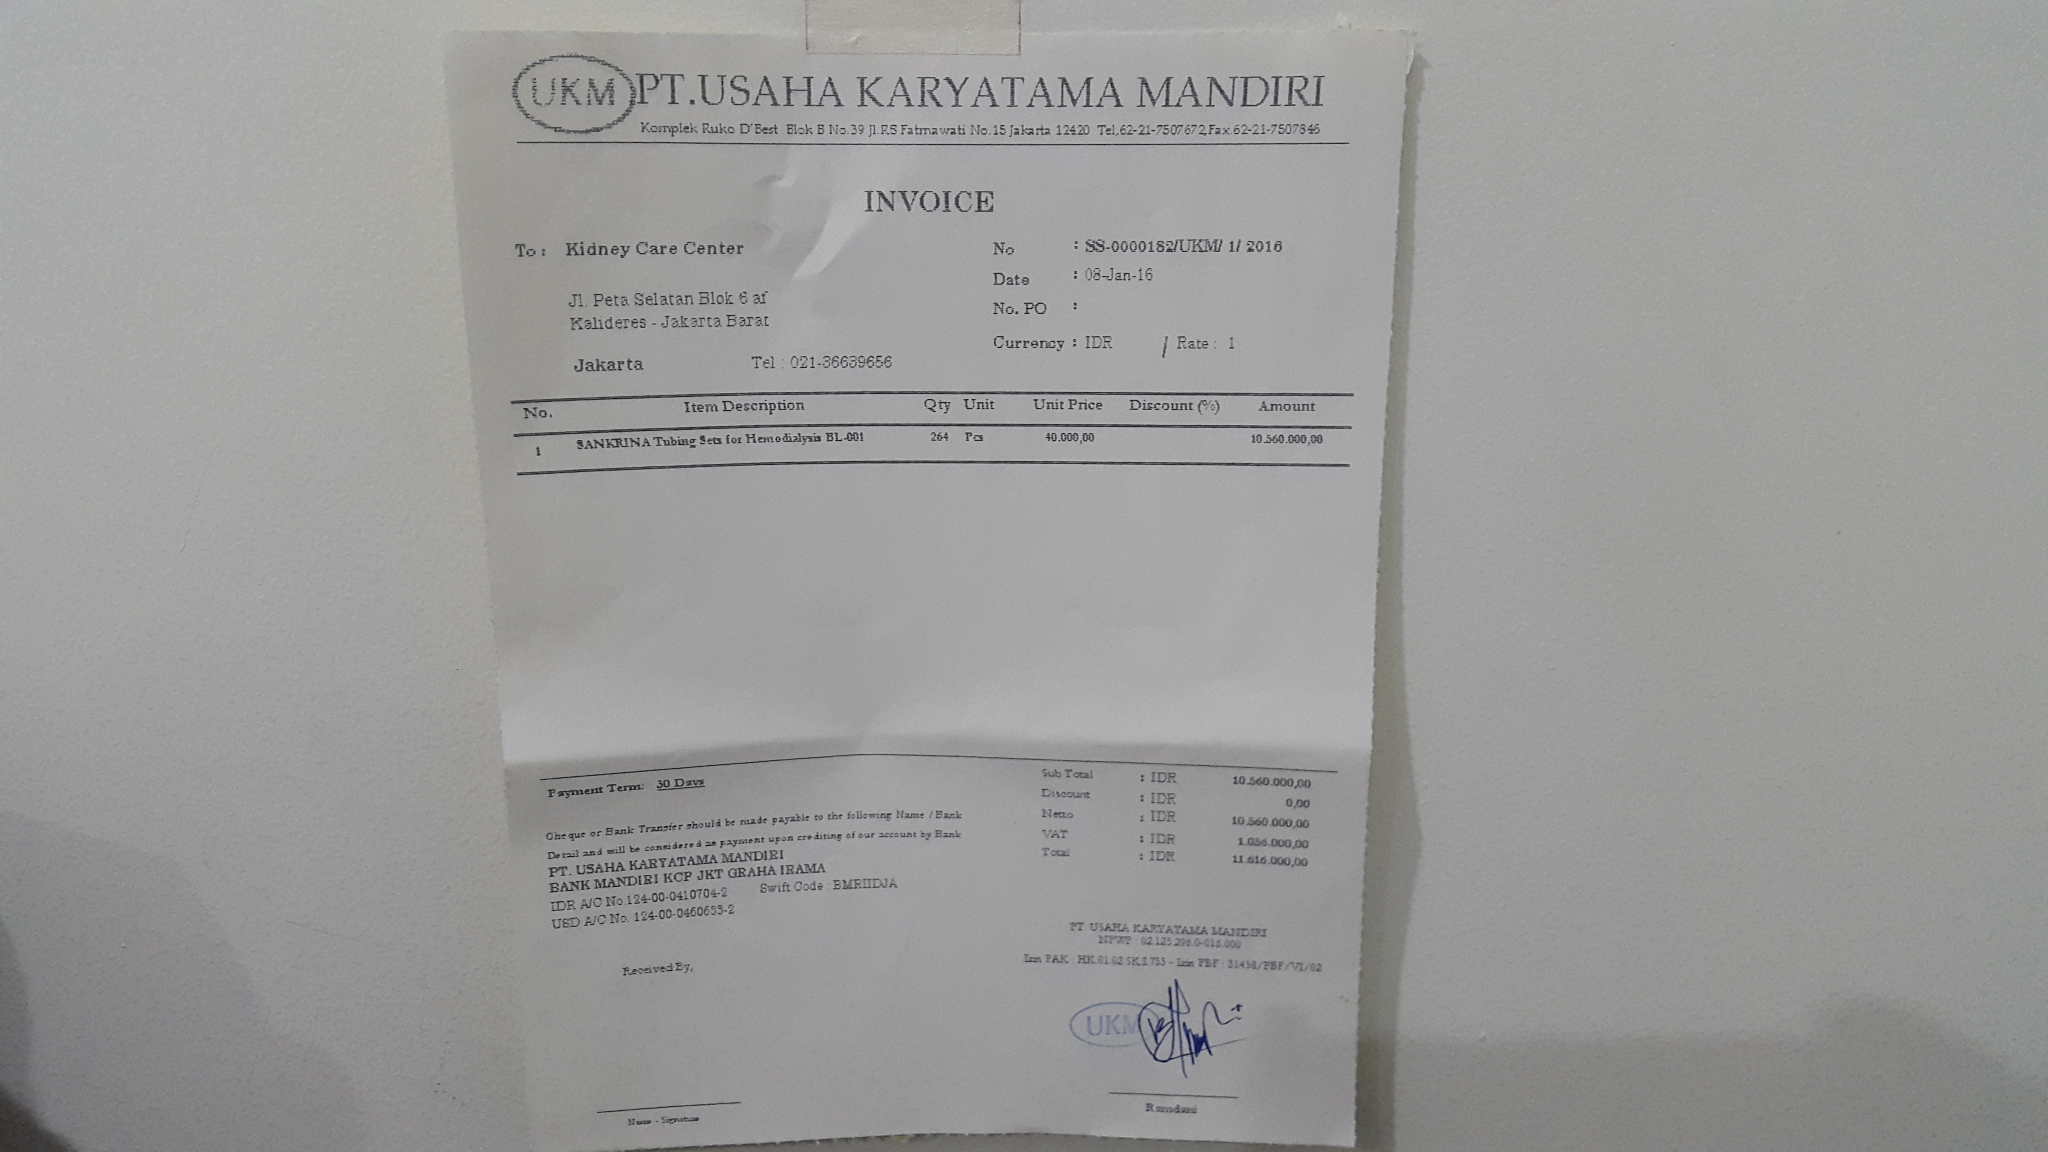 UKM PT.USAHA KARYATAMA MANDIRI
Komplek Ruko D'Best Blok B No.39 Jl.RS Fatmawati No.15 Jakarta 12420 Tel,62-21-7507672,Fax.62-21-7507846
INVOICE
To : Kidney Care Center
No : SS-0000182/UKM/ 1/ 2016
Date : 08-Jan-16
Jl. Peta Selatan Blok 6 af
No. PO :
Kalideres - Jakarta Barat
Currency : IDR / Rate : 1
Jakarta Tel : 021-36639656
No. Item Description Qty Unit Unit Price Discount (%) Amount
1 SANKRINA Tubing Sets for Hemodialysis BL-001 264 Pcs 40.000,00 10.560.000,00
Payment Term: 30 Days
Sub Total : IDR 10.560.000,00
Discount : IDR 0,00
Netto : IDR 10.560.000,00
VAT : IDR 1.056.000,00
Total : IDR 11.616.000,00
Cheque or Bank Transfer should be made payable to the following Name / Bank
Detail and will be considered as payment upon crediting of our account by Bank
PT. USAHA KARYATAMA MANDIRI
BANK MANDIRI KCP JKT GRAHA IRAMA
IDR A/C No.124-00-0410704-2 Swift Code : BMRIIDJA
USD A/C No. 124-00-0460633-2
PT. USAHA KARYATAMA MANDIRI
NPWP : 02.123.296.0-016.000
Izin PAK : HK.01.02.SK.I.733 - Izin PBF : 31456/PBF/VI/02
Received By,
UKM
Name - Signature
Ramdani